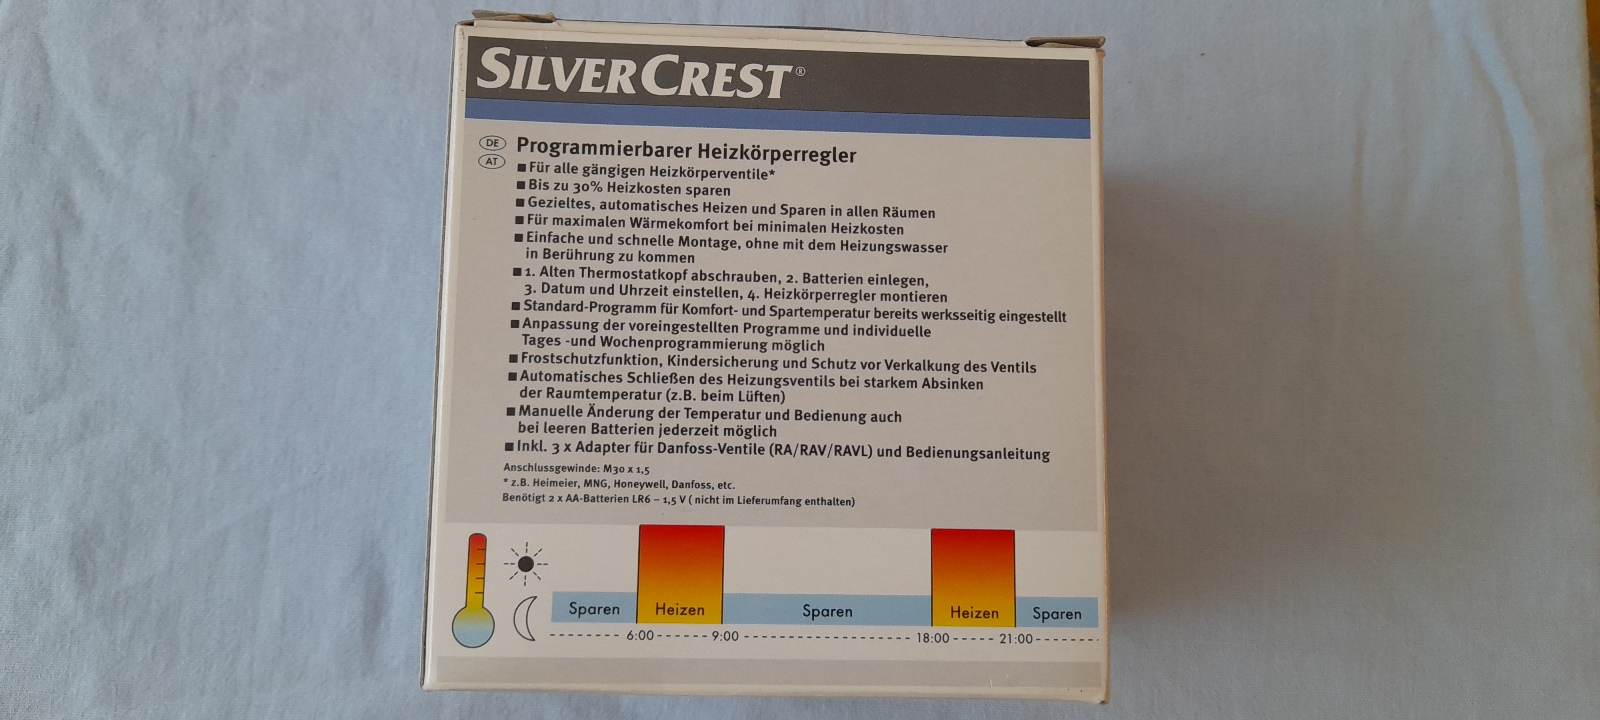 SILVERCREST®
DE
AT
Programmierbarer Heizkörperregler
■ Für alle gängigen Heizkörperventile*
■ Bis zu 30% Heizkosten sparen
■ Gezieltes, automatisches Heizen und Sparen in allen Räumen
■ Für maximalen Wärmekomfort bei minimalen Heizkosten
■ Einfache und schnelle Montage, ohne mit dem Heizungswasser
in Berührung zu kommen
■ 1. Alten Thermostatkopf abschrauben, 2. Batterien einlegen,
3. Datum und Uhrzeit einstellen, 4. Heizkörperregler montieren
■ Standard-Programm für Komfort- und Spartemperatur bereits werksseitig eingestellt
■ Anpassung der voreingestellten Programme und individuelle
Tages -und Wochenprogrammierung möglich
■ Frostschutzfunktion, Kindersicherung und Schutz vor Verkalkung des Ventils
■ Automatisches Schließen des Heizungsventils bei starkem Absinken
der Raumtemperatur (z.B. beim Lüften)
■ Manuelle Änderung der Temperatur und Bedienung auch
bei leeren Batterien jederzeit möglich
■ Inkl. 3 x Adapter für Danfoss-Ventile (RA/RAV/RAVL) und Bedienungsanleitung
Anschlussgewinde: M30 x 1,5
* z.B. Heimeier, MNG, Honeywell, Danfoss, etc.
Benötigt 2 x AA-Batterien LR6 – 1,5 V ( nicht im Lieferumfang enthalten)
Sparen Heizen Sparen Heizen Sparen
6:00 9:00 18:00 21:00